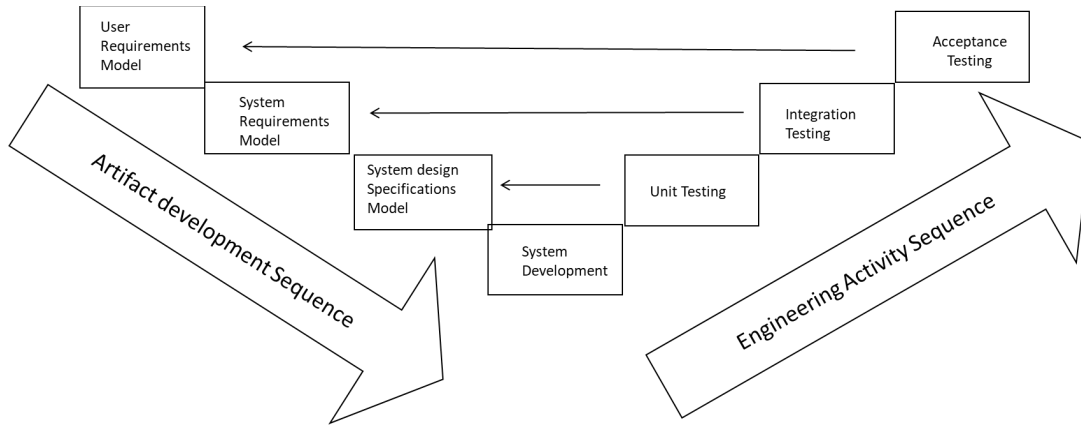 User
Requirements
Model
Acceptance
Testing
System
Requirements
Model
Integration
Testing
System design
Specifications
Model
Unit Testing
System
Development
Artifact development Sequence
Engineering Activity Sequence